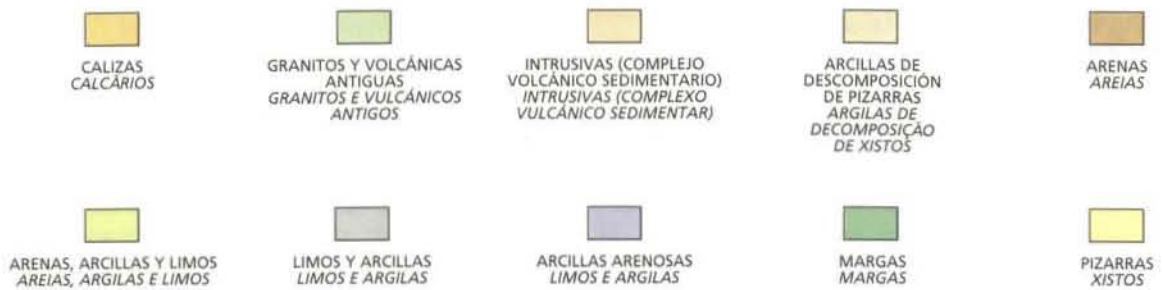 CALIZAS
CALCÁRIOS
GRANITOS Y VOLCÁNICAS
ANTIGUAS
GRANITOS E VULCÁNICOS
ANTIGOS
INTRUSIVAS (COMPLEJO
VOLCÁNICO SEDIMENTARIO)
INTRUSIVAS (COMPLEXO
VULCÁNICO SEDIMENTAR)
ARCILLAS DE
DESCOMPOSICIÓN
DE PIZARRAS
ARGILAS DE
DECOMPOSIÇÃO
DE XISTOS
ARENAS
AREIAS
ARENAS, ARCILLAS Y LIMOS
AREIAS, ARGILAS E LIMOS
LIMOS Y ARCILLAS
LIMOS E ARGILAS
ARCILLAS ARENOSAS
LIMOS E ARGILAS
MARGAS
MARGAS
PIZARRAS
XISTOS